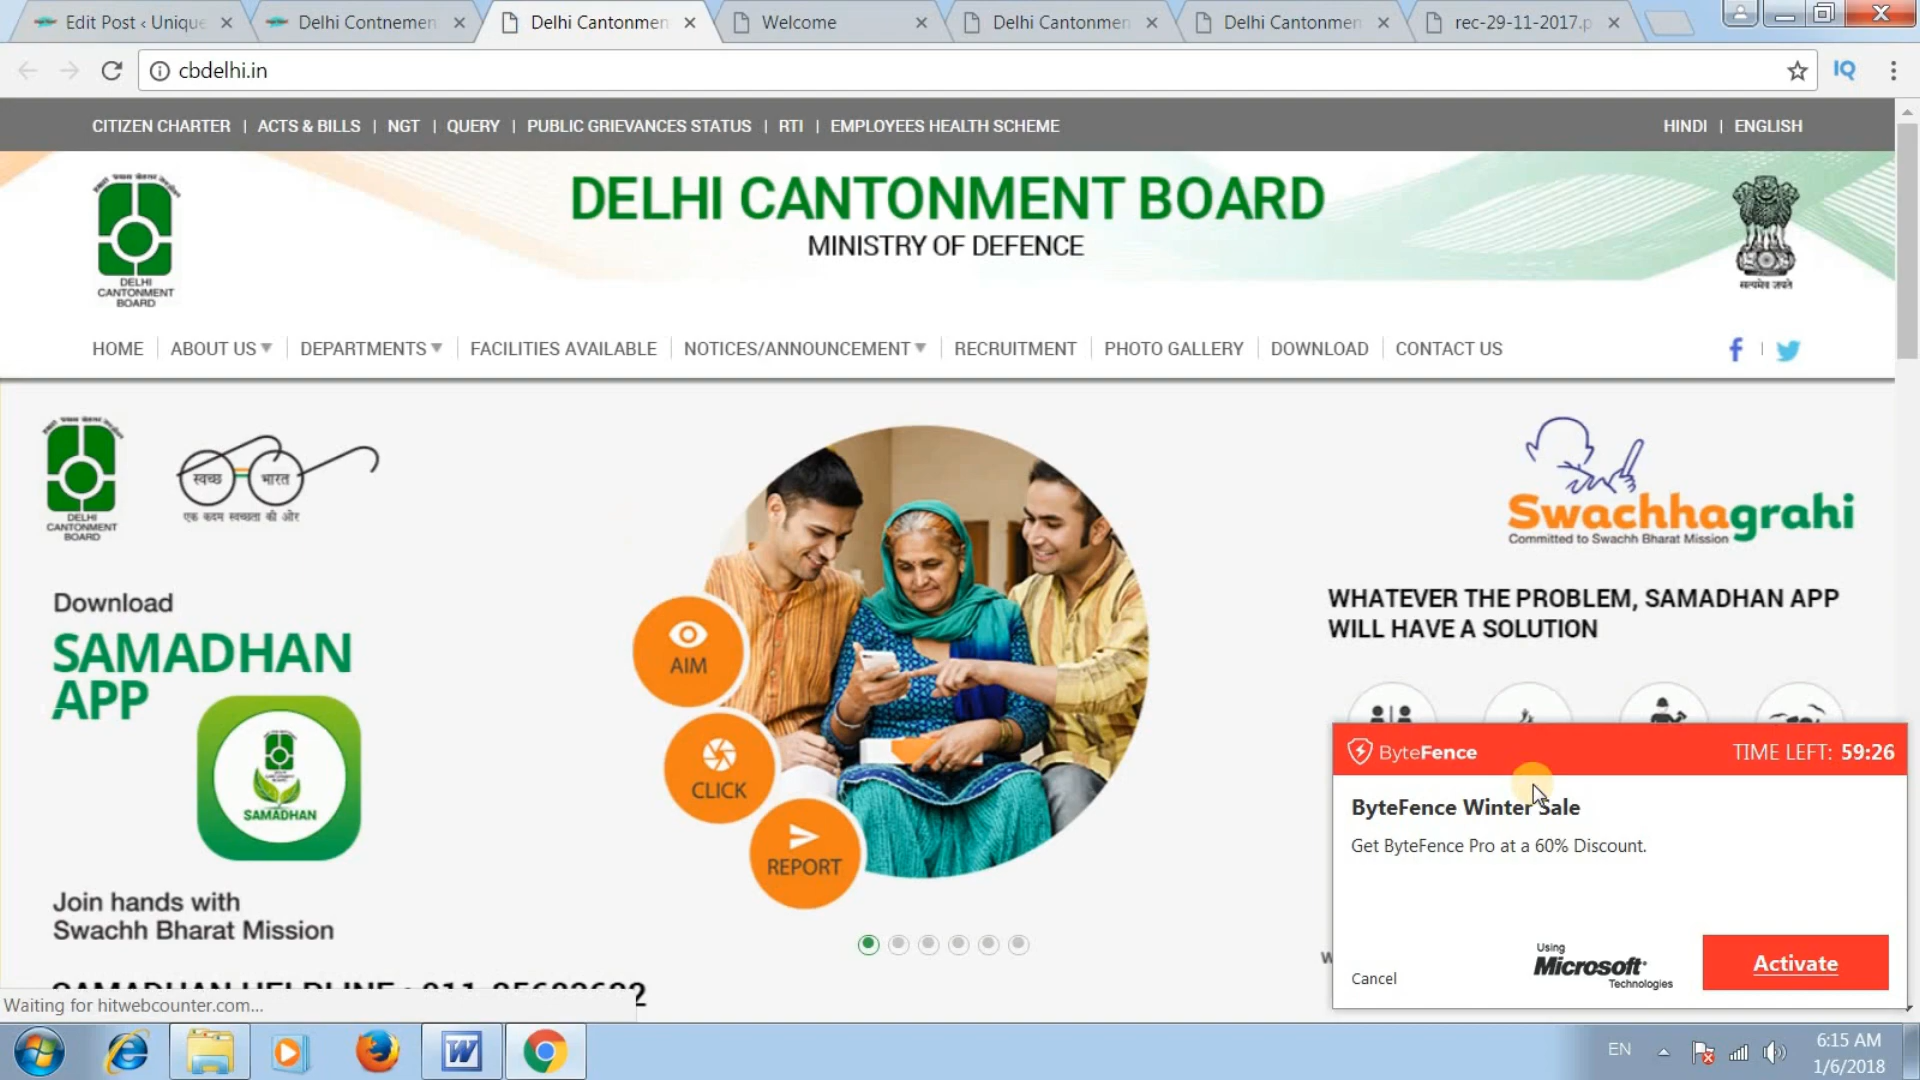 Edit Post ‹ Unique
Delhi Contnemen
Delhi Cantonmen
Welcome
Delhi Cantonmen
Delhi Cantonmen
rec-29-11-2017.p
cbdelhi.in
IQ
CITIZEN CHARTER | ACTS & BILLS | NGT | QUERY | PUBLIC GRIEVANCES STATUS | RTI | EMPLOYEES HEALTH SCHEME
HINDI | ENGLISH
DELHI CANTONMENT BOARD
MINISTRY OF DEFENCE
DELHI
CANTONMENT
BOARD
सत्यमेव जयते
HOME | ABOUT US | DEPARTMENTS | FACILITIES AVAILABLE | NOTICES/ANNOUNCEMENT | RECRUITMENT | PHOTO GALLERY | DOWNLOAD | CONTACT US
DELHI
CANTONMENT
BOARD
स्वच्छ भारत
एक कदम स्वच्छता की ओर
Swachhagrahi
Committed to Swachh Bharat Mission
Download
SAMADHAN
APP
SAMADHAN
Join hands with
Swachh Bharat Mission
AIM
CLICK
REPORT
WHATEVER THE PROBLEM, SAMADHAN APP
WILL HAVE A SOLUTION
ByteFence
TIME LEFT: 59:26
ByteFence Winter Sale
Get ByteFence Pro at a 60% Discount.
Cancel
Using
Microsoft
Technologies
Activate
Waiting for hitwebcounter.com...
EN
6:15 AM
1/6/2018